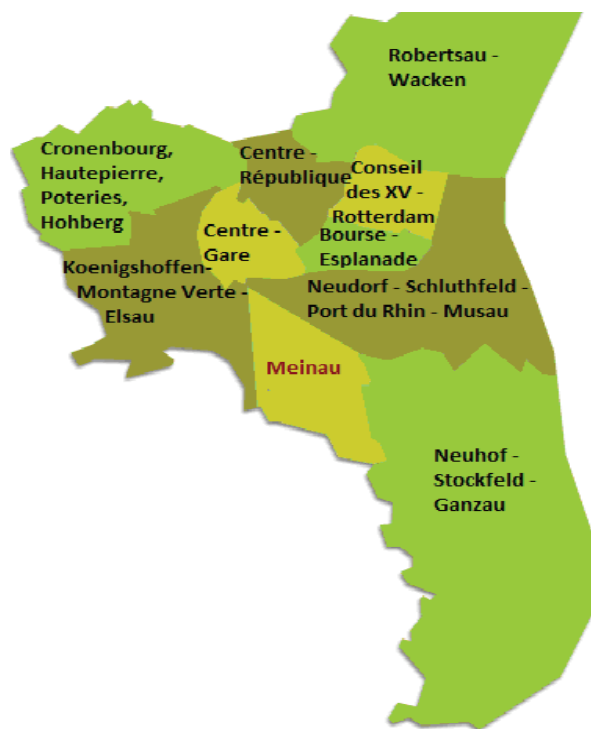 Robertsau -
Wacken
Cronenbourg,
Hautepierre,
Poteries,
Hohberg
Centre -
République
Conseil
des XV -
Rotterdam
Centre -
Gare
Bourse -
Esplanade
Koenigshoffen-
Montagne Verte -
Elsau
Neudorf - Schluthfeld -
Port du Rhin - Musau
Meinau
Neuhof -
Stockfeld -
Ganzau